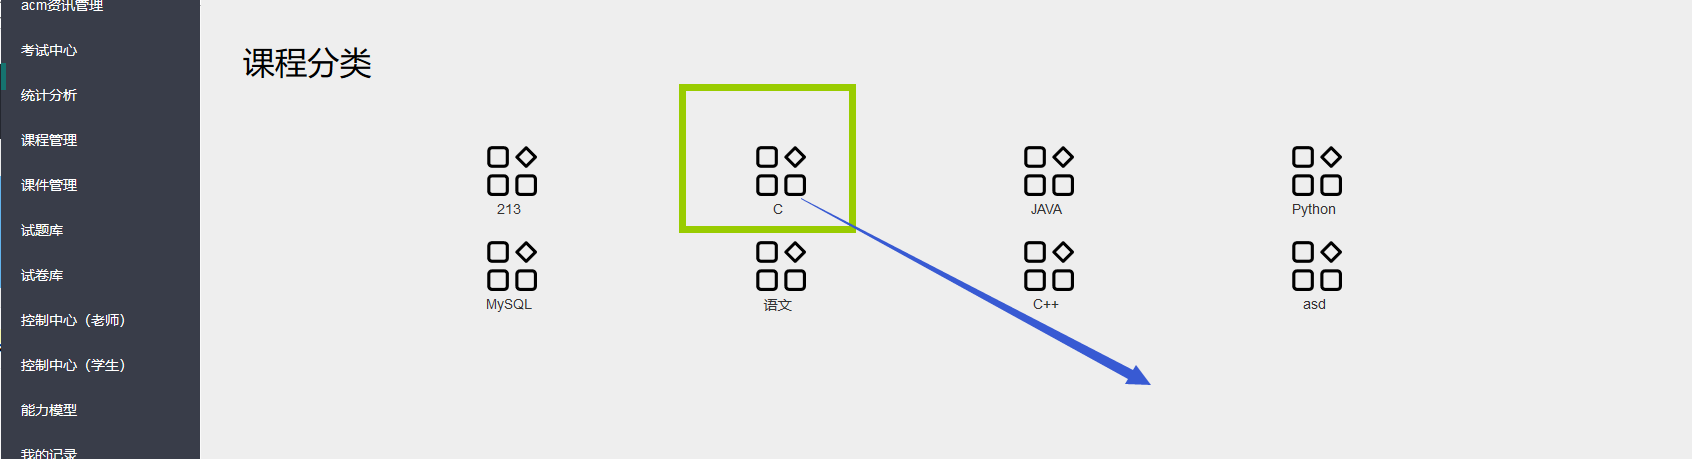 acm资讯管理
考试中心
统计分析
课程管理
课件管理
试题库
试卷库
控制中心（老师）
控制中心（学生）
能力模型
我的记录
课程分类
213
C
JAVA
Python
MySQL
语文
C++
asd